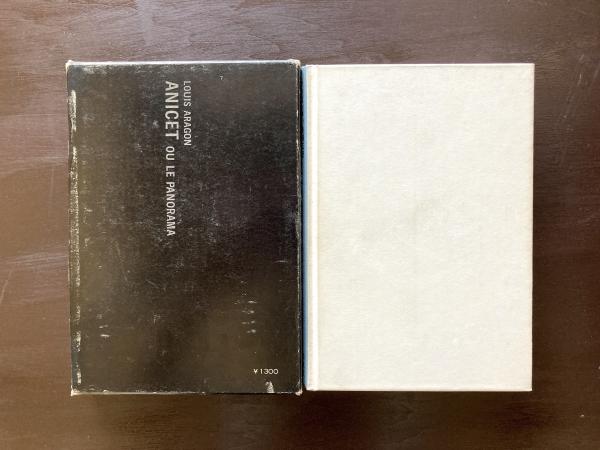 LOUIS ARAGON
ANICET OU LE PANORAMA
¥1300